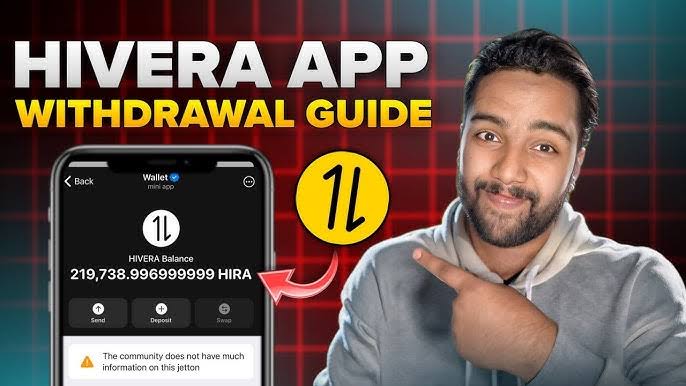 HIVERA APP
WITHDRAWAL GUIDE
Back
Wallet
mini app
HIVERA Balance
219,738.996999999 HIRA
Send
Deposit
Swap
The community does not have much
information on this jetton